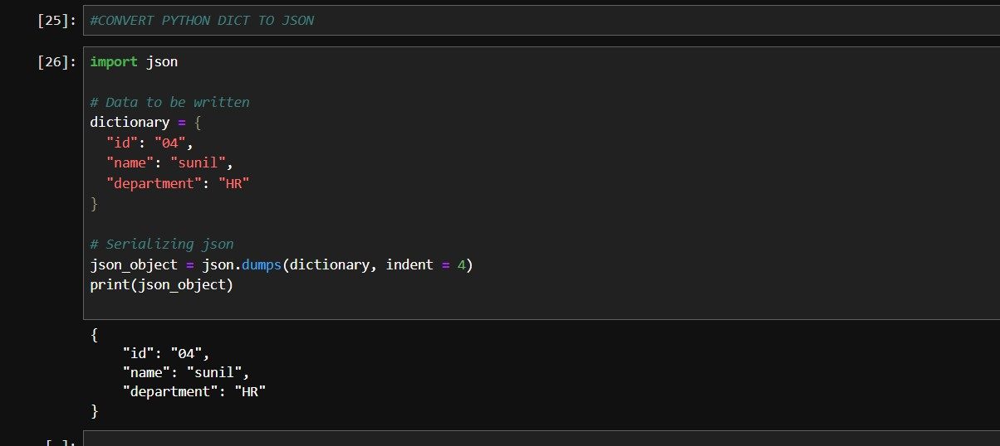 [25]: #CONVERT PYTHON DICT TO JSON
[26]: import json
# Data to be written
dictionary = {
  "id": "04",
  "name": "sunil",
  "department": "HR"
}
# Serializing json
json_object = json.dumps(dictionary, indent = 4)
print(json_object)
{
    "id": "04",
    "name": "sunil",
    "department": "HR"
}
[ ]: